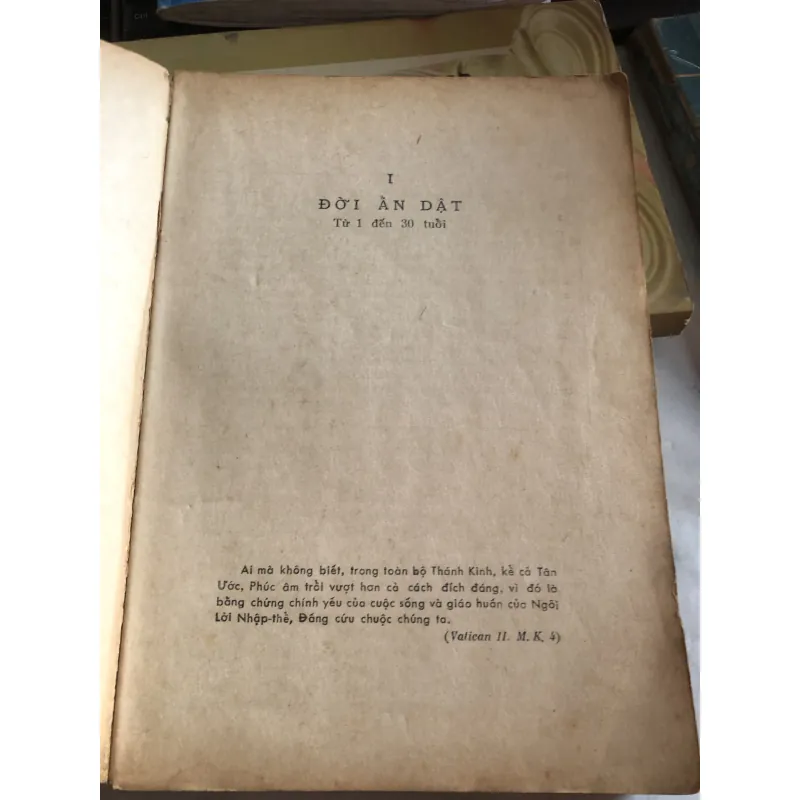 I
ĐỜI ẨN DẬT
Từ 1 đến 30 tuổi
Ai mà không biết, trong toàn bộ Thánh Kinh, kể cả Tân
Ước, Phúc âm trổi vượt hơn cả cách đích đáng, vì đó là
bằng chứng chính yếu của cuộc sống và giáo huấn của Ngôi
Lời Nhập-thể, Đấng cứu chuộc chúng ta.
(Vatican II. M. K. 4)